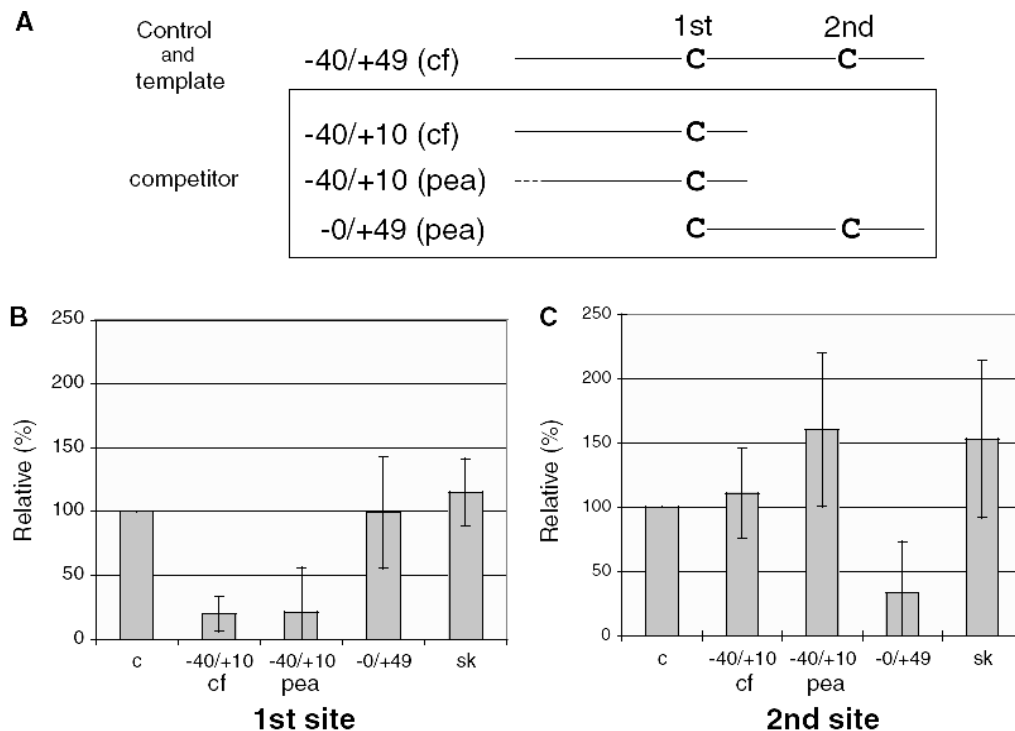 A
Control
and
template
1st 2nd
-40/+49 (cf) C C
competitor
-40/+10 (cf) C
-40/+10 (pea) C
-0/+49 (pea) C C
B
Relative (%)
250
200
150
100
50
0
c -40/+10 cf -40/+10 pea -0/+49 sk
1st site
C
Relative (%)
250
200
150
100
50
0
c -40/+10 cf -40/+10 pea -0/+49 sk
2nd site